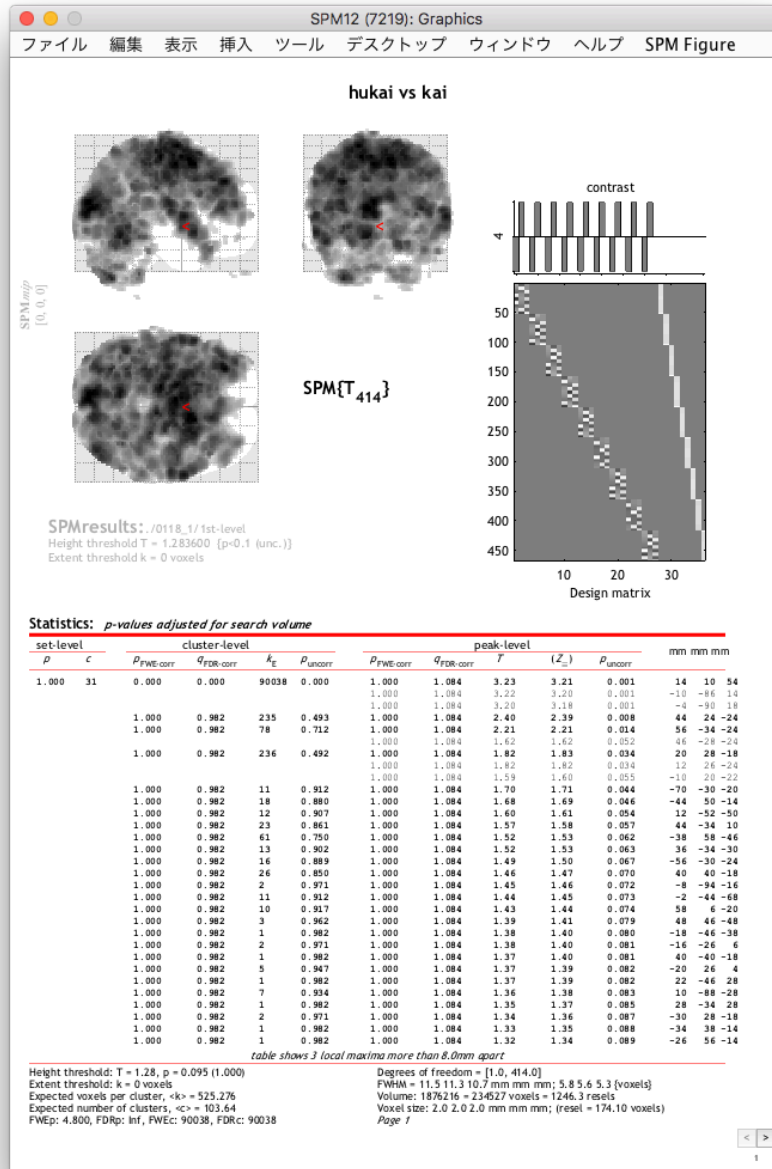 SPM12 (7219): Graphics
ファイル 編集 表示 挿入 ツール デスクトップ ウィンドウ ヘルプ SPM Figure
hukai vs kai
SPMmip
[0, 0, 0]
<
<
<
SPM{T414}
contrast
4
50
100
150
200
250
300
350
400
450
10 20 30
Design matrix
SPMresults: ./0118_1/1st-level
Height threshold T = 1.283600 {p<0.1 (unc.)}
Extent threshold k = 0 voxels
Statistics: p-values adjusted for search volume
set-level cluster-level peak-level mm mm mm
p c pFWE-corr qFDR-corr kE puncorr pFWE-corr qFDR-corr T (Z≡) puncorr
1.000 31 0.000 0.000 90038 0.000 1.000 1.084 3.23 3.21 0.001 14 10 54
1.000 1.084 3.22 3.20 0.001 -10 -86 14
1.000 1.084 3.20 3.18 0.001 -4 -90 18
1.000 0.982 235 0.493 1.000 1.084 2.40 2.39 0.008 44 24 -24
1.000 0.982 78 0.712 1.000 1.084 2.21 2.21 0.014 56 -34 -24
1.000 1.084 1.62 1.62 0.052 46 -28 -24
1.000 0.982 236 0.492 1.000 1.084 1.82 1.83 0.034 20 28 -18
1.000 1.084 1.82 1.82 0.034 12 26 -24
1.000 1.084 1.59 1.60 0.055 -10 20 -22
1.000 0.982 11 0.912 1.000 1.084 1.70 1.71 0.044 -70 -30 -20
1.000 0.982 18 0.880 1.000 1.084 1.68 1.69 0.046 -44 50 -14
1.000 0.982 12 0.907 1.000 1.084 1.60 1.61 0.054 12 -52 -50
1.000 0.982 23 0.861 1.000 1.084 1.57 1.58 0.057 44 -34 10
1.000 0.982 61 0.750 1.000 1.084 1.52 1.53 0.062 -38 58 -46
1.000 0.982 13 0.902 1.000 1.084 1.52 1.53 0.063 36 -34 -30
1.000 0.982 16 0.889 1.000 1.084 1.49 1.50 0.067 -56 -30 -24
1.000 0.982 26 0.850 1.000 1.084 1.46 1.47 0.070 40 40 -18
1.000 0.982 2 0.971 1.000 1.084 1.45 1.46 0.072 -8 -94 -16
1.000 0.982 11 0.912 1.000 1.084 1.44 1.45 0.073 -2 -44 -68
1.000 0.982 10 0.917 1.000 1.084 1.43 1.44 0.074 58 6 -20
1.000 0.982 3 0.962 1.000 1.084 1.39 1.41 0.079 48 46 -48
1.000 0.982 1 0.982 1.000 1.084 1.38 1.40 0.080 -18 -46 -38
1.000 0.982 2 0.971 1.000 1.084 1.38 1.40 0.081 -16 -26 6
1.000 0.982 1 0.982 1.000 1.084 1.37 1.40 0.081 40 -40 -18
1.000 0.982 5 0.947 1.000 1.084 1.37 1.39 0.082 -20 26 4
1.000 0.982 1 0.982 1.000 1.084 1.37 1.39 0.082 22 -46 28
1.000 0.982 7 0.934 1.000 1.084 1.36 1.38 0.083 10 -88 -28
1.000 0.982 1 0.982 1.000 1.084 1.35 1.37 0.085 28 -34 28
1.000 0.982 2 0.971 1.000 1.084 1.34 1.36 0.087 -30 28 -18
1.000 0.982 1 0.982 1.000 1.084 1.33 1.35 0.088 -34 38 -14
1.000 0.982 1 0.982 1.000 1.084 1.32 1.34 0.089 -26 56 -14
table shows 3 local maxima more than 8.0mm apart
Height threshold: T = 1.28, p = 0.095 (1.000)
Extent threshold: k = 0 voxels
Expected voxels per cluster, <k> = 525.276
Expected number of clusters, <c> = 103.64
FWEp: 4.800, FDRp: Inf, FWEc: 90038, FDRc: 90038
Degrees of freedom = [1.0, 414.0]
FWHM = 11.5 11.3 10.7 mm mm mm; 5.8 5.6 5.3 {voxels}
Volume: 1876216 = 234527 voxels = 1246.3 resels
Voxel size: 2.0 2.0 2.0 mm mm mm; (resel = 174.10 voxels)
Page 1
< >
1